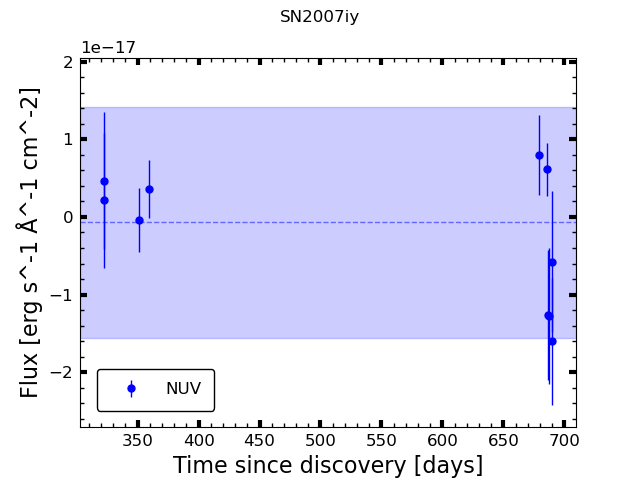 SN2007iy
1e−17
2
1
0
−1
−2
Flux [erg s^-1 Å^-1 cm^-2]
NUV
350 400 450 500 550 600 650 700
Time since discovery [days]